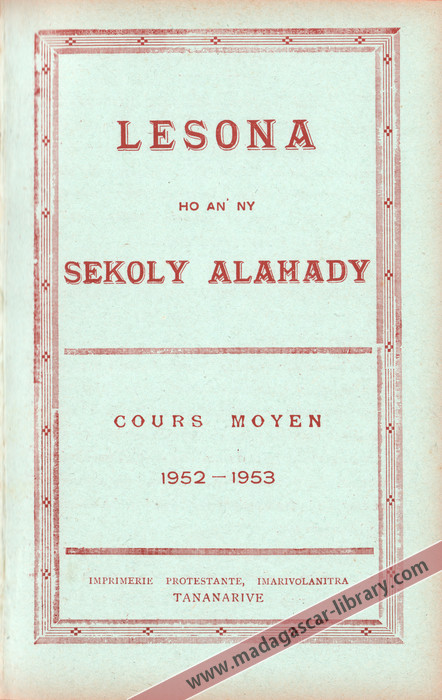 LESONA
HO AN' NY
SEKOLY ALAHADY
COURS MOYEN
1952-1953
IMPRIMERIE PROTESTANTE, IMARIVOLANITRA
TANANARIVE
www.madagascar-library.com